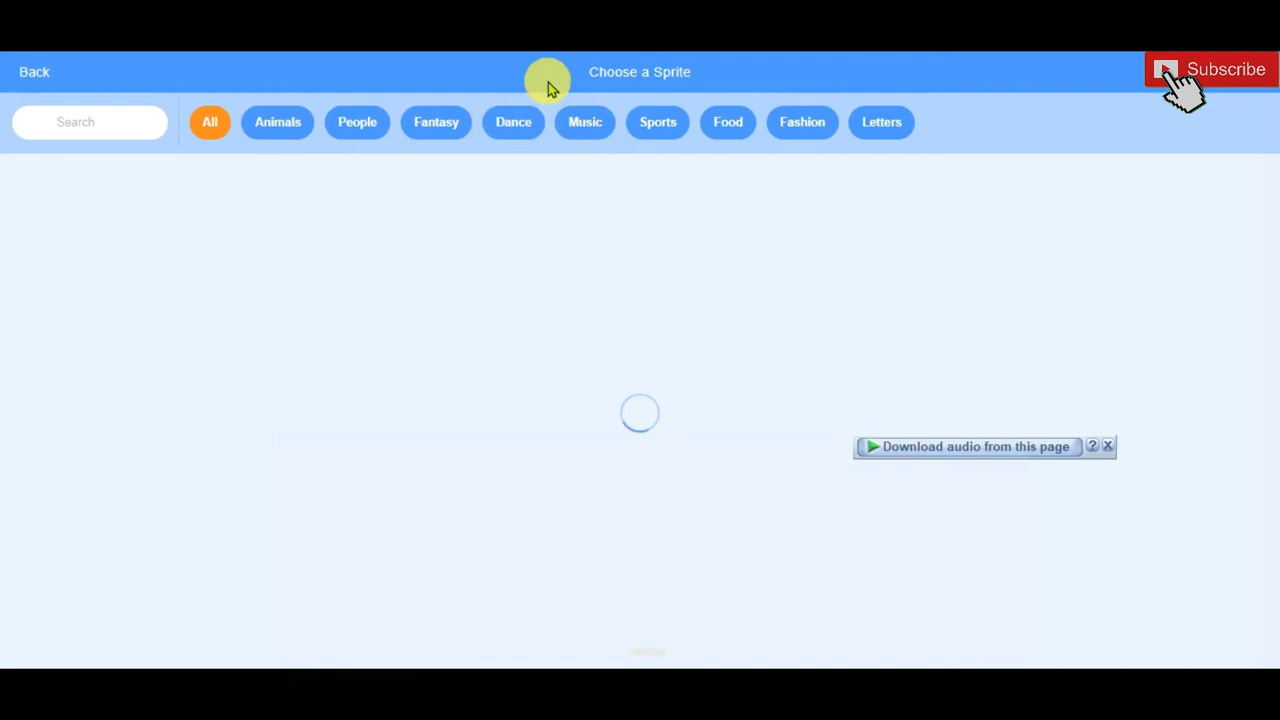 Back
Choose a Sprite
Subscribe
Search
All
Animals
People
Fantasy
Dance
Music
Sports
Food
Fashion
Letters
Download audio from this page ? x